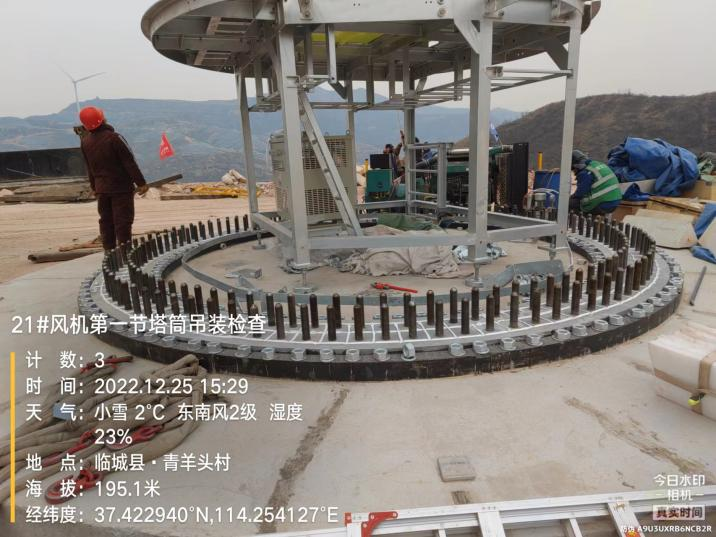 21#风机第一节塔筒吊装检查
计 数: 3
时 间: 2022.12.25 15:29
天 气: 小雪 2°C 东南风2级 湿度
23%
地 点: 临城县·青羊头村
海 拔: 195.1米
经纬度: 37.422940°N,114.254127°E
今日水印
-相机-
真实时间
防伪 A9U3UXRB6NCB2R